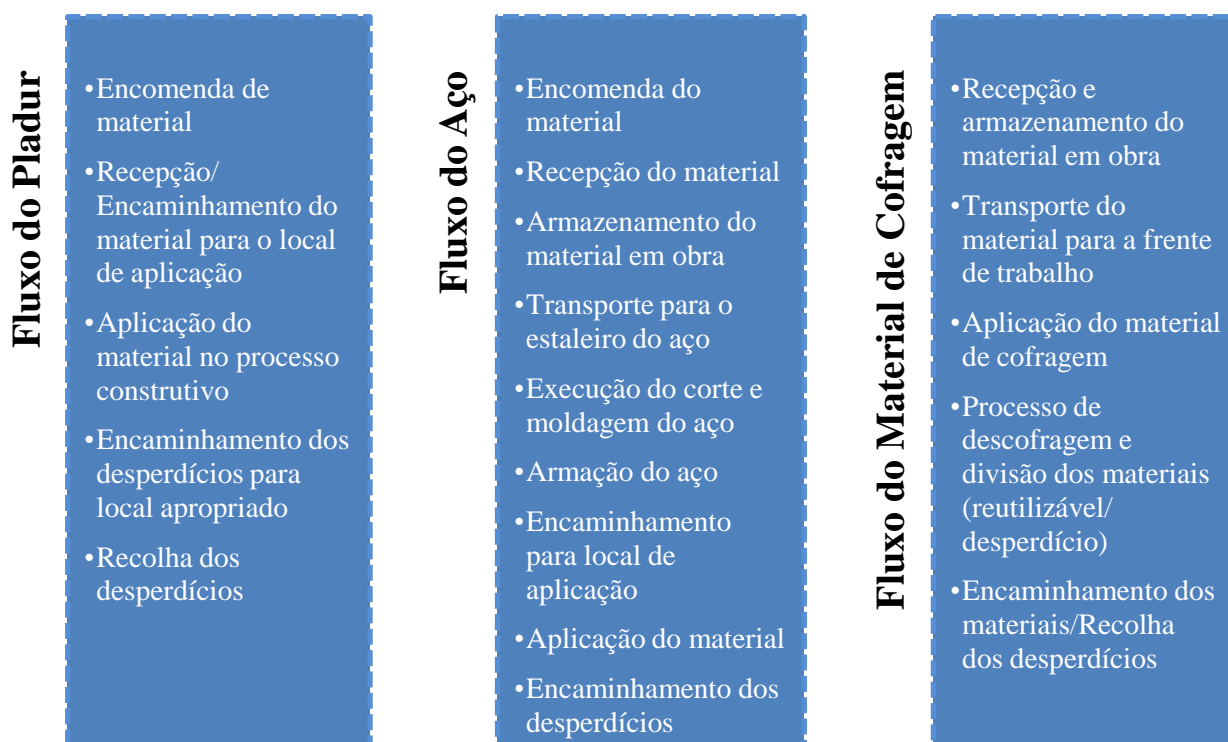 Fluxo do Pladur
•Encomenda de
material
•Recepção/
Encaminhamento do
material para o local
de aplicação
•Aplicação do
material no processo
construtivo
•Encaminhamento dos
desperdícios para
local apropriado
•Recolha dos
desperdícios
Fluxo do Aço
•Encomenda do
material
•Recepção do material
•Armazenamento do
material em obra
•Transporte para o
estaleiro do aço
•Execução do corte e
moldagem do aço
•Armação do aço
•Encaminhamento
para local de
aplicação
•Aplicação do material
•Encaminhamento dos
desperdícios
Fluxo do Material de Cofragem
•Recepção e
armazenamento do
material em obra
•Transporte do
material para a frente
de trabalho
•Aplicação do material
de cofragem
•Processo de
descofragem e
divisão dos materiais
(reutilizável/
desperdício)
•Encaminhamento dos
materiais/Recolha
dos desperdícios